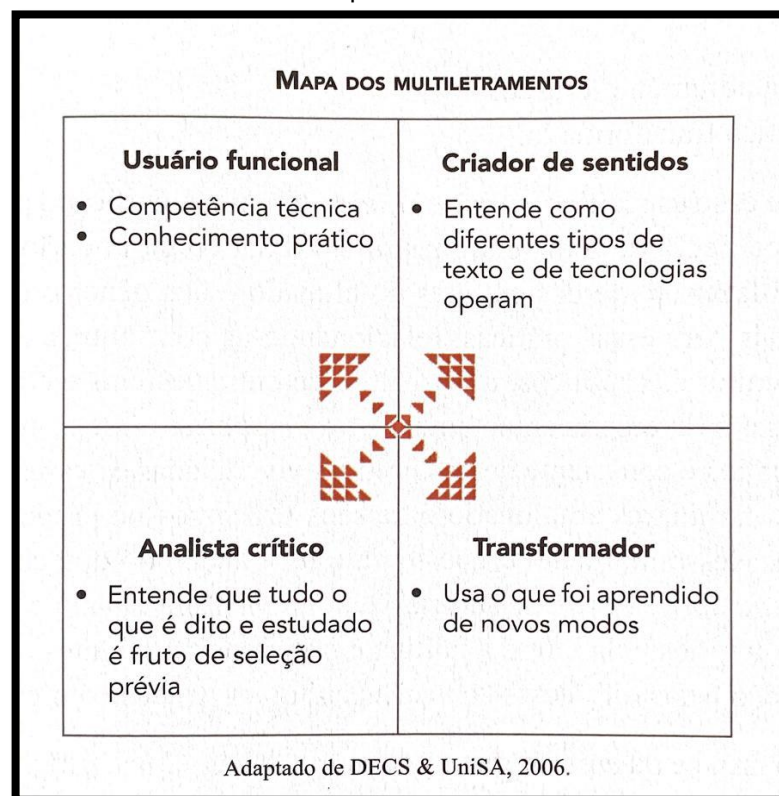 MAPA DOS MULTILETRAMENTOS
Usuário funcional
• Competência técnica
• Conhecimento prático
Criador de sentidos
• Entende como
diferentes tipos de
texto e de tecnologias
operam
Analista crítico
• Entende que tudo o
que é dito e estudado
é fruto de seleção
prévia
Transformador
• Usa o que foi aprendido
de novos modos
Adaptado de DECS & UniSA, 2006.